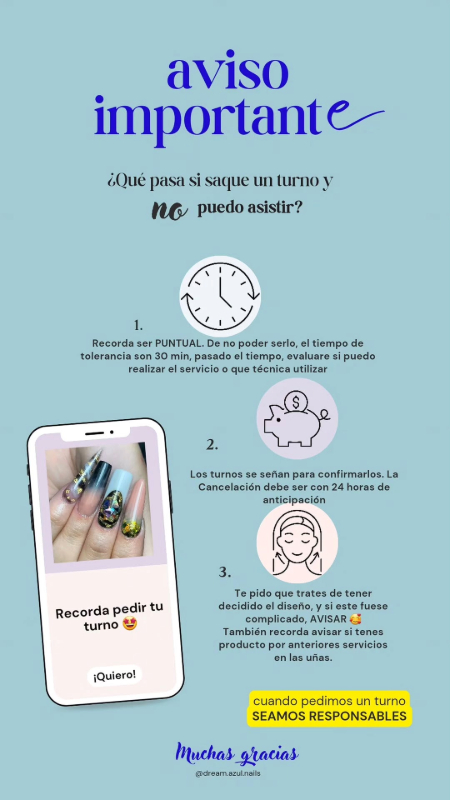 aviso
importante
¿Qué pasa si saque un turno y
no puedo asistir?
1.
Recorda ser PUNTUAL. De no poder serlo, el tiempo de
tolerancia son 30 min, pasado el tiempo, evaluare si puedo
realizar el servicio o que técnica utilizar
$
2.
Los turnos se señan para confirmarlos. La
Cancelación debe ser con 24 horas de
anticipación
3.
Te pido que trates de tener
decidido el diseño, y si este fuese
complicado, AVISAR 🥰
También recorda avisar si tenes
producto por anteriores servicios
en las uñas.
Recorda pedir tu
turno 🤩
¡Quiero!
cuando pedimos un turno
SEAMOS RESPONSABLES
Muchas gracias
@dream.azul.nails